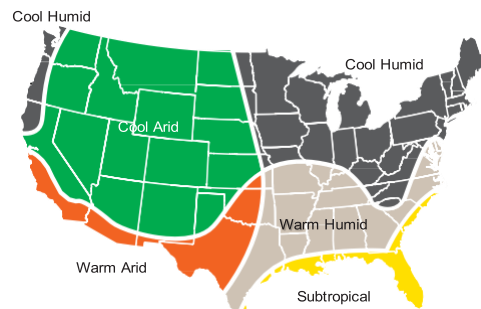 Cool Humid
Cool Humid
Cool Arid
Warm Humid
Warm Arid
Subtropical